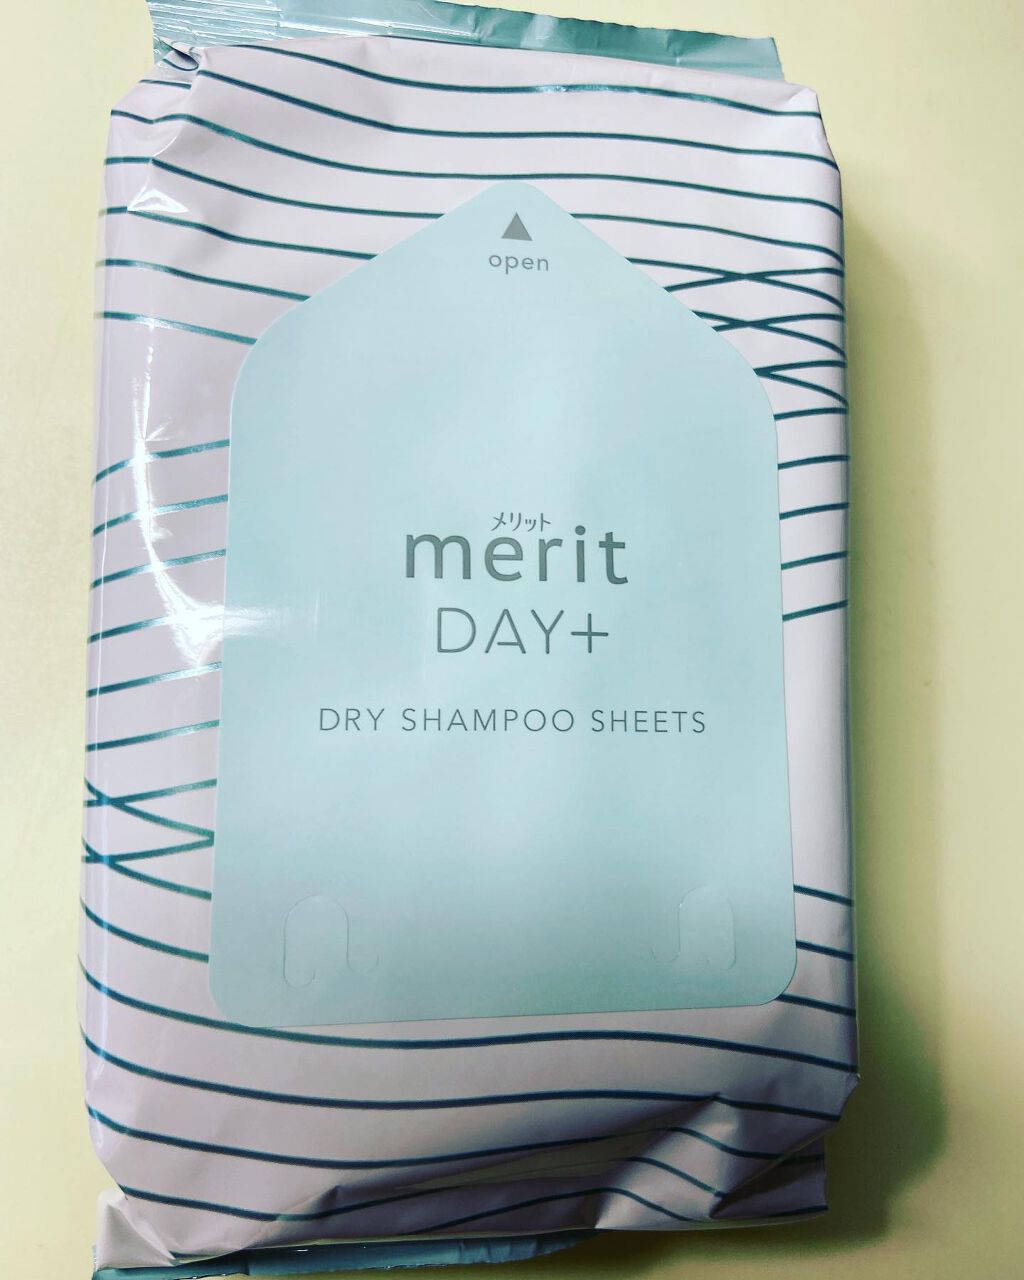 open
メリット
merit
DAY+
DRY SHAMPOO SHEETS